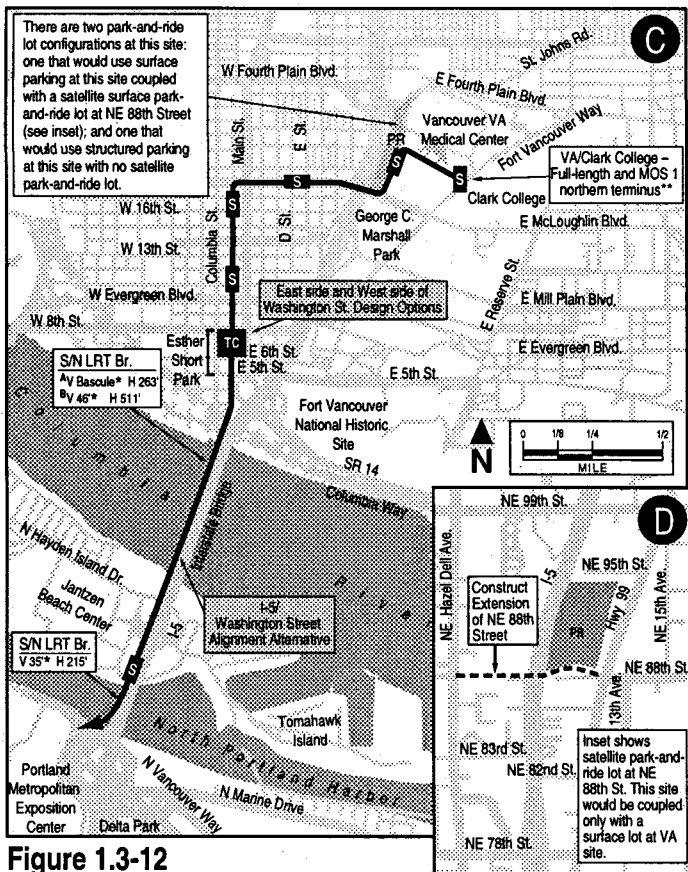 There are two park-and-ride
lot configurations at this site:
one that would use surface
parking at this site coupled
with a satellite surface park-
and-ride lot at NE 88th Street
(see inset); and one that
would use structured parking
at this site with no satellite
park-and-ride lot.
C
St. Johns Rd.
W Fourth Plain Blvd.
E Fourth Plain Blvd.
Main St.
E St.
Vancouver VA
Medical Center
Fort Vancouver Way
PR
S
S
S
VA/Clark College –
Full-length and MOS 1
northern terminus**
Clark College
W 16th St.
S
Columbia St.
D St.
George C.
Marshall
Park
E McLoughlin Blvd.
W 13th St.
S
E Reserve St.
W Evergreen Blvd.
East side and West side of
Washington St. Design Options
E Mill Plain Blvd.
W 8th St.
Esther
Short
Park
TC
E 6th St.
E 5th St.
E Evergreen Blvd.
S/N LRT Br.
A V Bascule* H 263'
B V 46'* H 511'
E 5th St.
Fort Vancouver
National Historic
Site
SR 14
N
0 1/8 1/4 1/2
MILE
Columbia
River
Columbia Way
Interstate Bridge
N Hayden Island Dr.
Jantzen
Beach Center
I-5
I-5/
Washington Street
Alignment Alternative
S/N LRT Br.
V 35'* H 215'
S
Tomahawk
Island
North Portland Harbor
Portland
Metropolitan
Exposition
Center
Delta Park
N Vancouver Way
N Marine Drive
D
NE 99th St.
NE Hazel Dell Ave.
I-5
NE 95th St.
Hwy 99
NE 15th Ave.
Construct
Extension
of NE 88th
Street
PR
NE 88th St.
13th Ave.
NE 83rd St.
NE 82nd St.
NE 78th St.
Inset shows
satellite park-and-
ride lot at NE
88th St. This site
would be coupled
only with a
surface lot at VA
site.
Figure 1.3-12